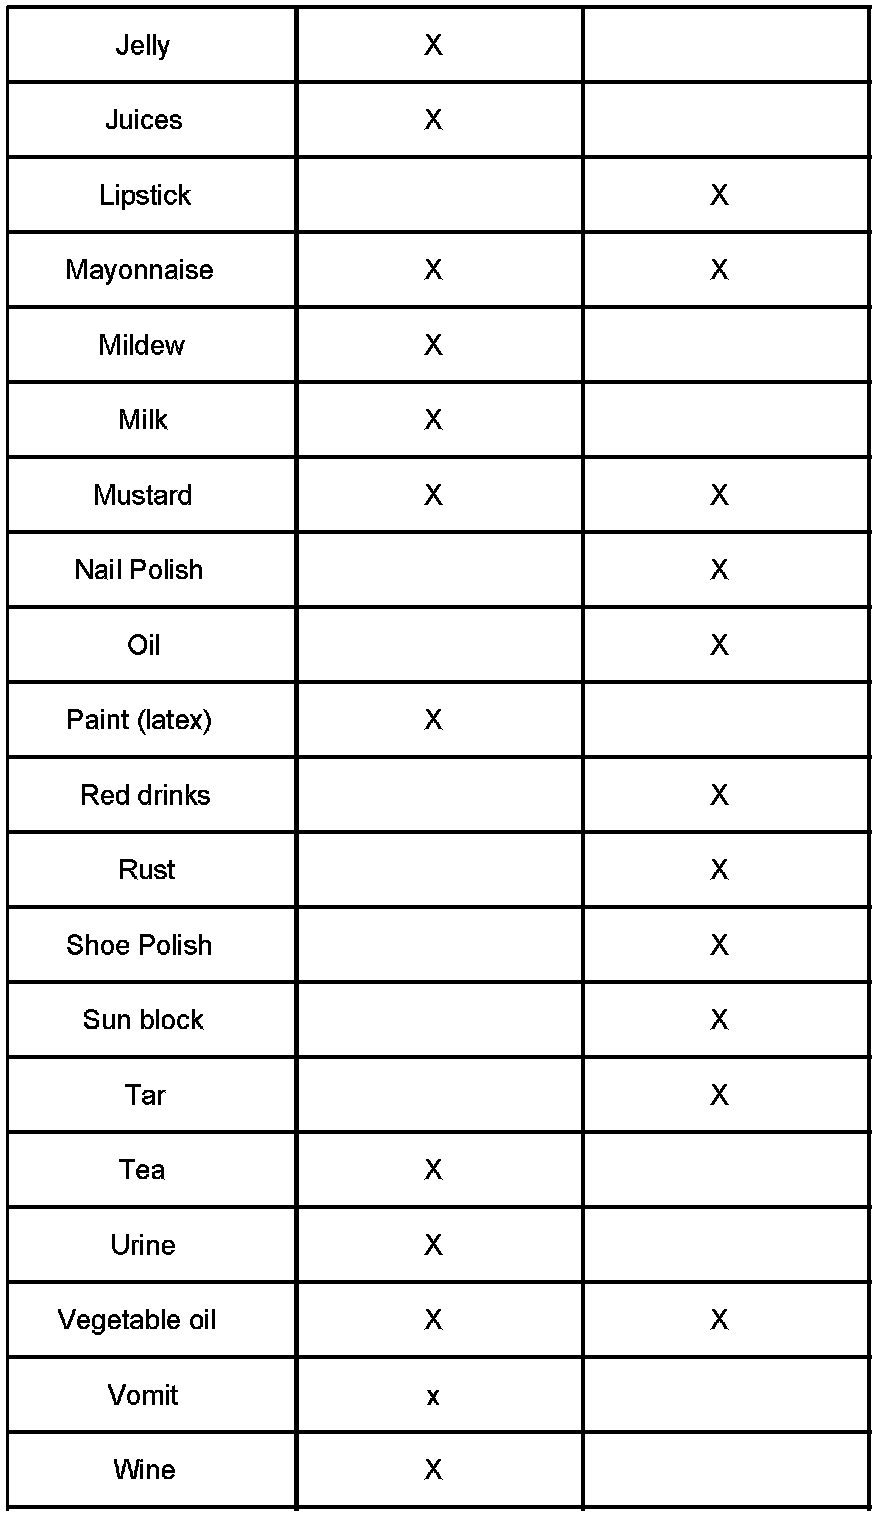 Jelly X
Juices X
Lipstick X
Mayonnaise X X
Mildew X
Milk X
Mustard X X
Nail Polish X
Oil X
Paint (latex) X
Red drinks X
Rust X
Shoe Polish X
Sun block X
Tar X
Tea X
Urine X
Vegetable oil X X
Vomit x
Wine X